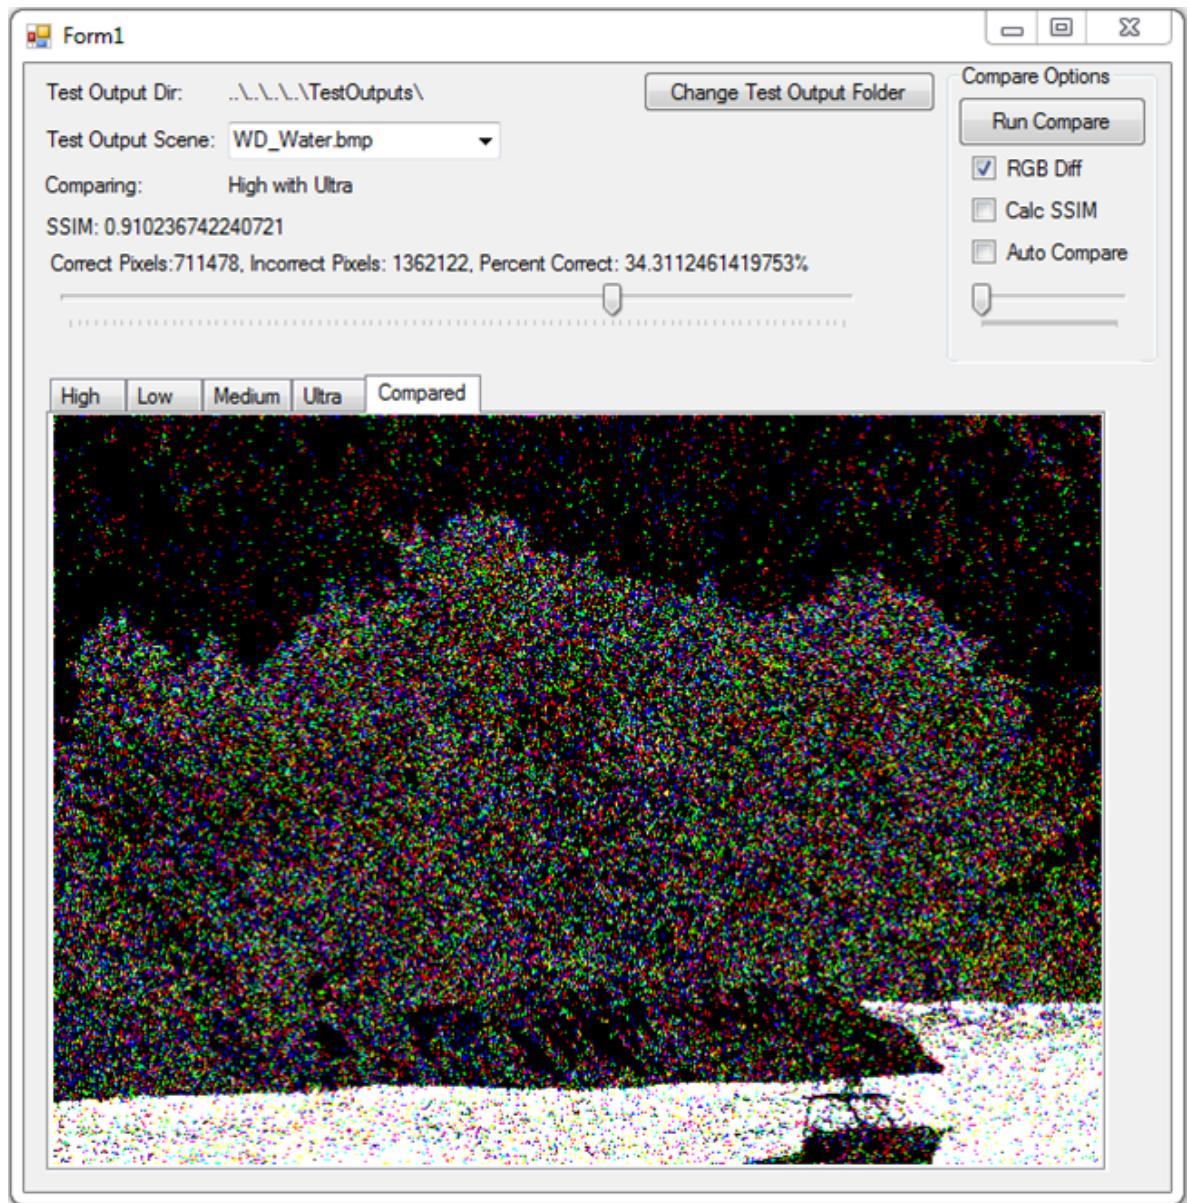 Form1
Test Output Dir: ..\..\..\..\TestOutputs\ Change Test Output Folder
Compare Options
Run Compare
Test Output Scene: WD_Water.bmp
RGB Diff
Comparing: High with Ultra
Calc SSIM
SSIM: 0.910236742240721
Auto Compare
Correct Pixels:711478, Incorrect Pixels: 1362122, Percent Correct: 34.3112461419753%
High Low Medium Ultra Compared